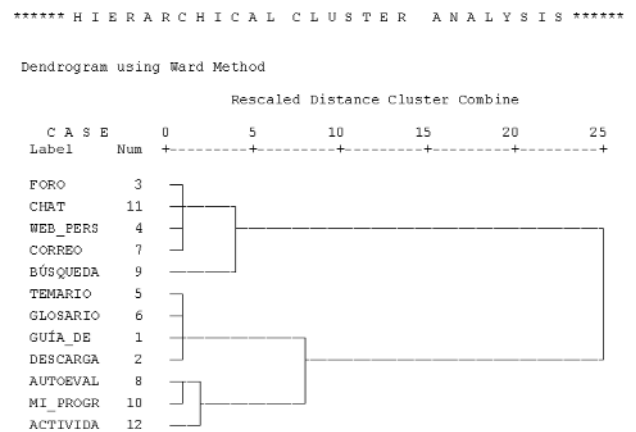 ****** H I E R A R C H I C A L  C L U S T E R   A N A L Y S I S ******
Dendrogram using Ward Method
Rescaled Distance Cluster Combine
C A S E 0 5 10 15 20 25
Label Num +---------+---------+---------+---------+---------+
FORO 3
CHAT 11
WEB_PERS 4
CORREO 7
BÚSQUEDA 9
TEMARIO 5
GLOSARIO 6
GUÍA_DE 1
DESCARGA 2
AUTOEVAL 8
MI_PROGR 10
ACTIVIDA 12